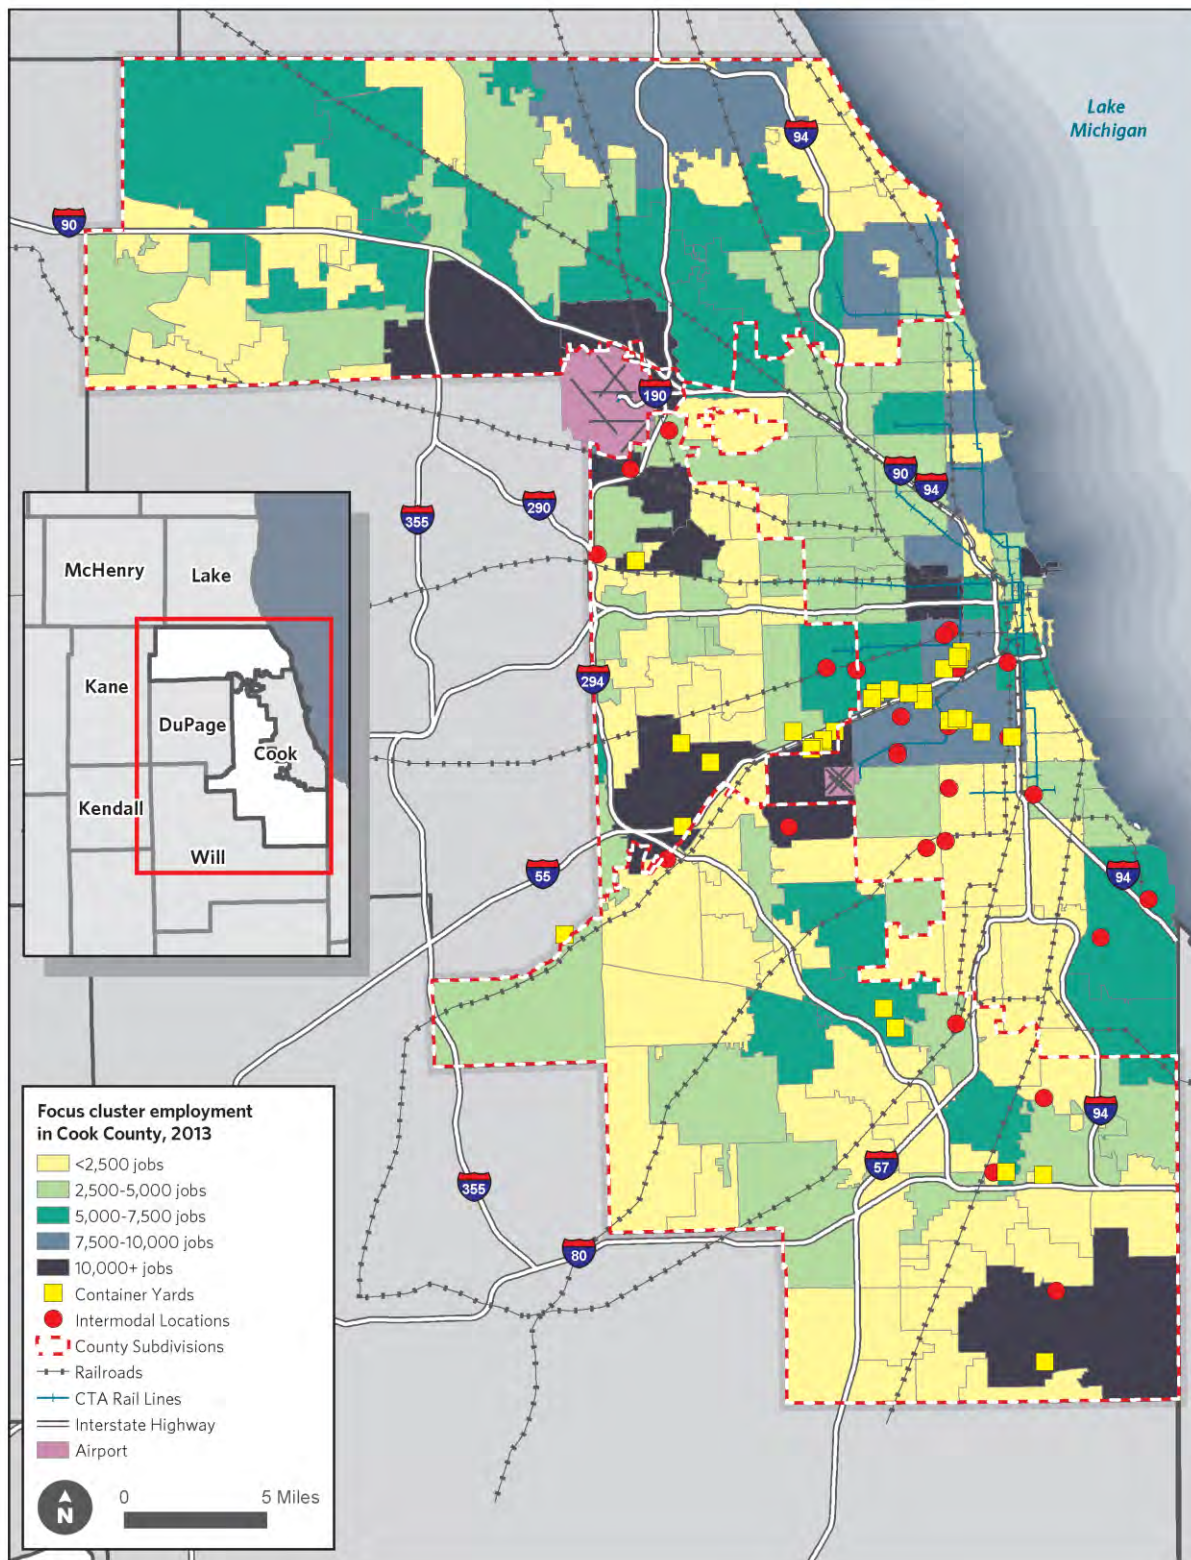 Lake
Michigan
94
90
190
90
94
290
355
McHenry
Lake
Kane
DuPage
Cook
Kendall
Will
294
55
94
94
57
355
80
Focus cluster employment
in Cook County, 2013
<2,500 jobs
2,500-5,000 jobs
5,000-7,500 jobs
7,500-10,000 jobs
10,000+ jobs
Container Yards
Intermodal Locations
County Subdivisions
Railroads
CTA Rail Lines
Interstate Highway
Airport
N
0 5 Miles